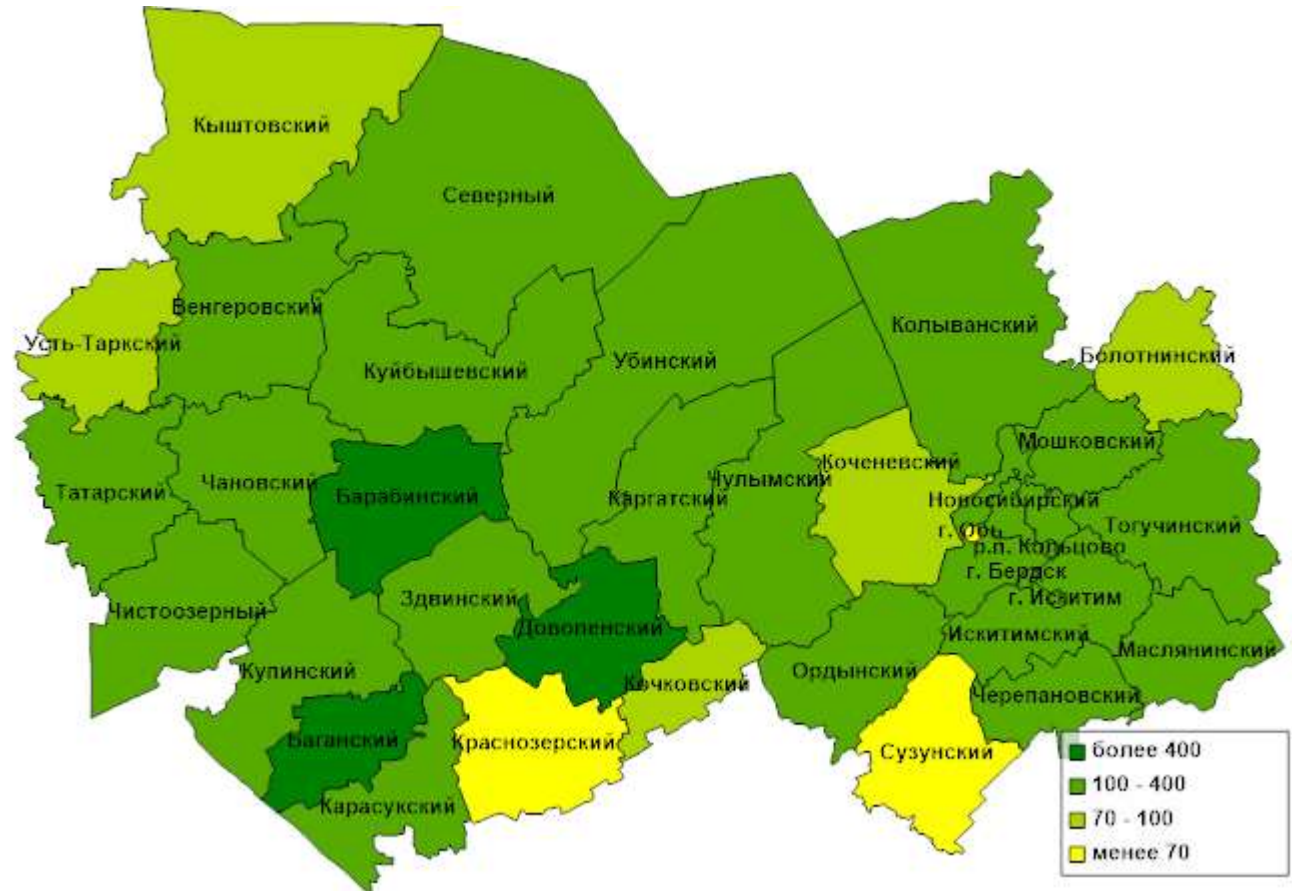 Кыштовский
Северный
Венгеровский
Усть-Таркский
Колыванский
Болотнинский
Убинский
Куйбышевский
Мошковский
Коченевский
Чулымский
Чановский
Татарский
Барабинский
Каргатский
Новосибирский
Тогучинский
г. Обь
р.п. Кольцово
г. Бердск
г. Искитим
Здвинский
Чистоозерный
Доволенский
Искитимский
Маслянинский
Купинский
Кочковский
Ордынский
Черепановский
Баганский
Краснозерский
Сузунский
Карасукский
более 400
100 - 400
70 - 100
менее 70